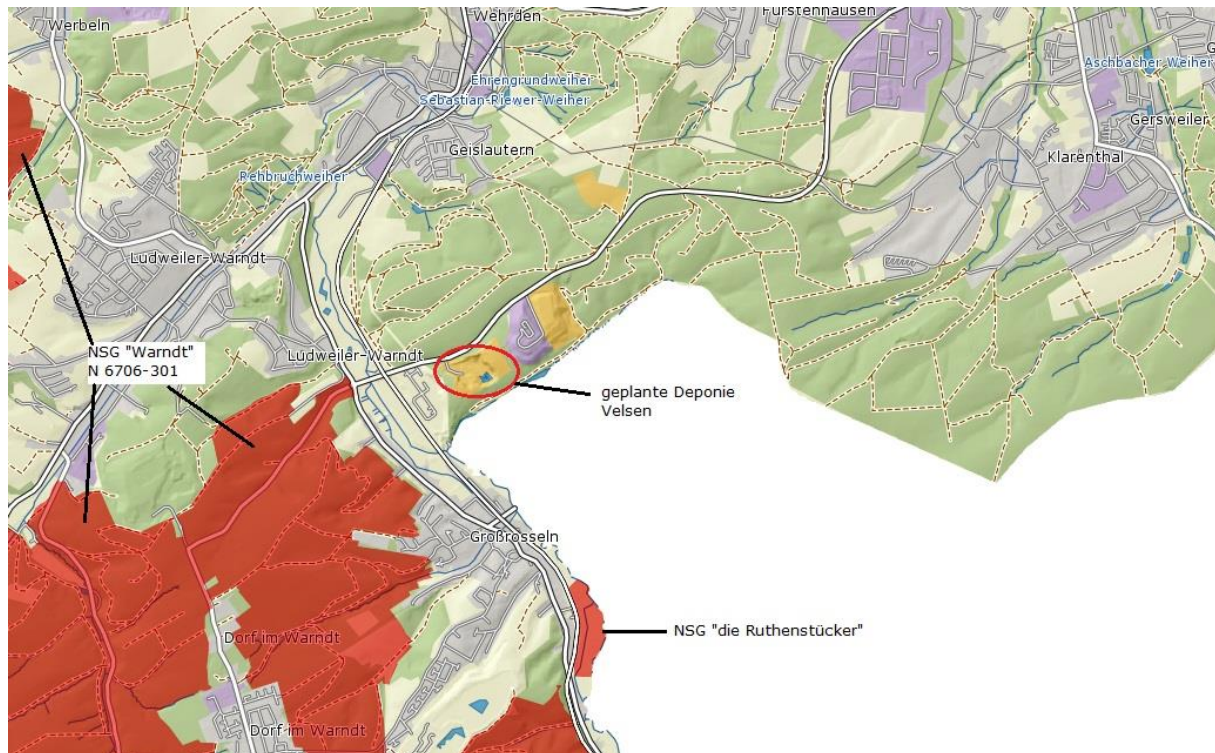 Werbeln
Wehrden
Fürstenhausen
Aschbacher Weiher
Ehrengrundweiher
Sebastian-Riewer-Weiher
Gersweiler
Geislautern
Klarenthal
Rehbruchweiher
Ludweiler-Warndt
NSG "Warndt"
N 6706-301
Ludweiler-Warndt
geplante Deponie
Velsen
Großrosseln
NSG "die Ruthenstücker"
Dorf im Warndt
Dorf im Warndt